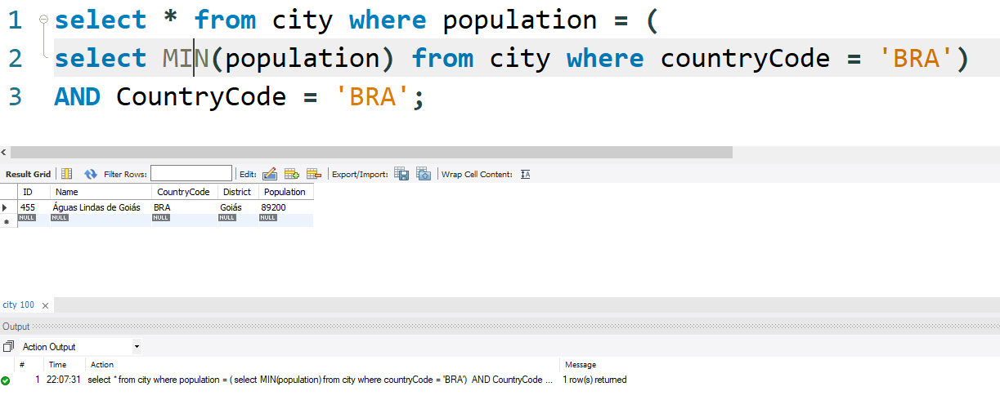 1 select * from city where population = (
2 select MIN(population) from city where countryCode = 'BRA')
3 AND CountryCode = 'BRA';
Result Grid Filter Rows: Edit: Export/Import: Wrap Cell Content: IA
ID Name CountryCode District Population
455 Águas Lindas de Goiás BRA Goiás 89200
NULL NULL NULL NULL NULL
city 100
Output
Action Output
# Time Action Message
1 22:07:31 select * from city where population = ( select MIN(population) from city where countryCode = 'BRA') AND CountryCode ... 1 row(s) returned